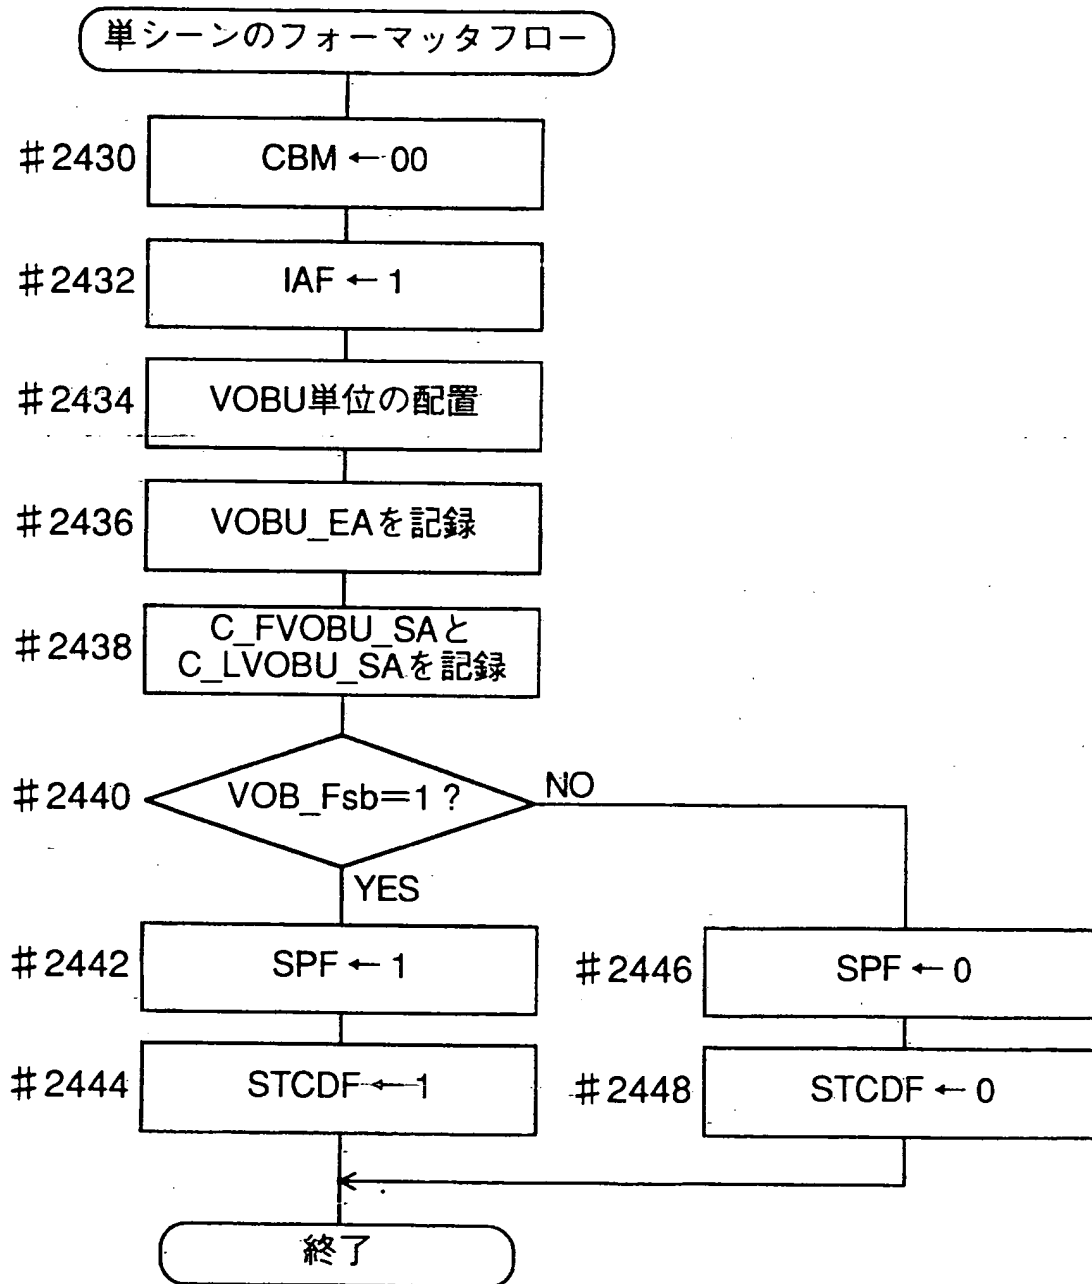 単シーンのフォーマッタフロー
#2430
CBM ← 00
#2432
IAF ← 1
#2434
VOBU単位の配置
#2436
VOBU_EAを記録
#2438
C_FVOBU_SAと
C_LVOBU_SAを記録
#2440
VOB_Fsb=1?
NO
YES
#2442
SPF ← 1
#2446
SPF ← 0
#2444
STCDF ← 1
#2448
STCDF ← 0
終了